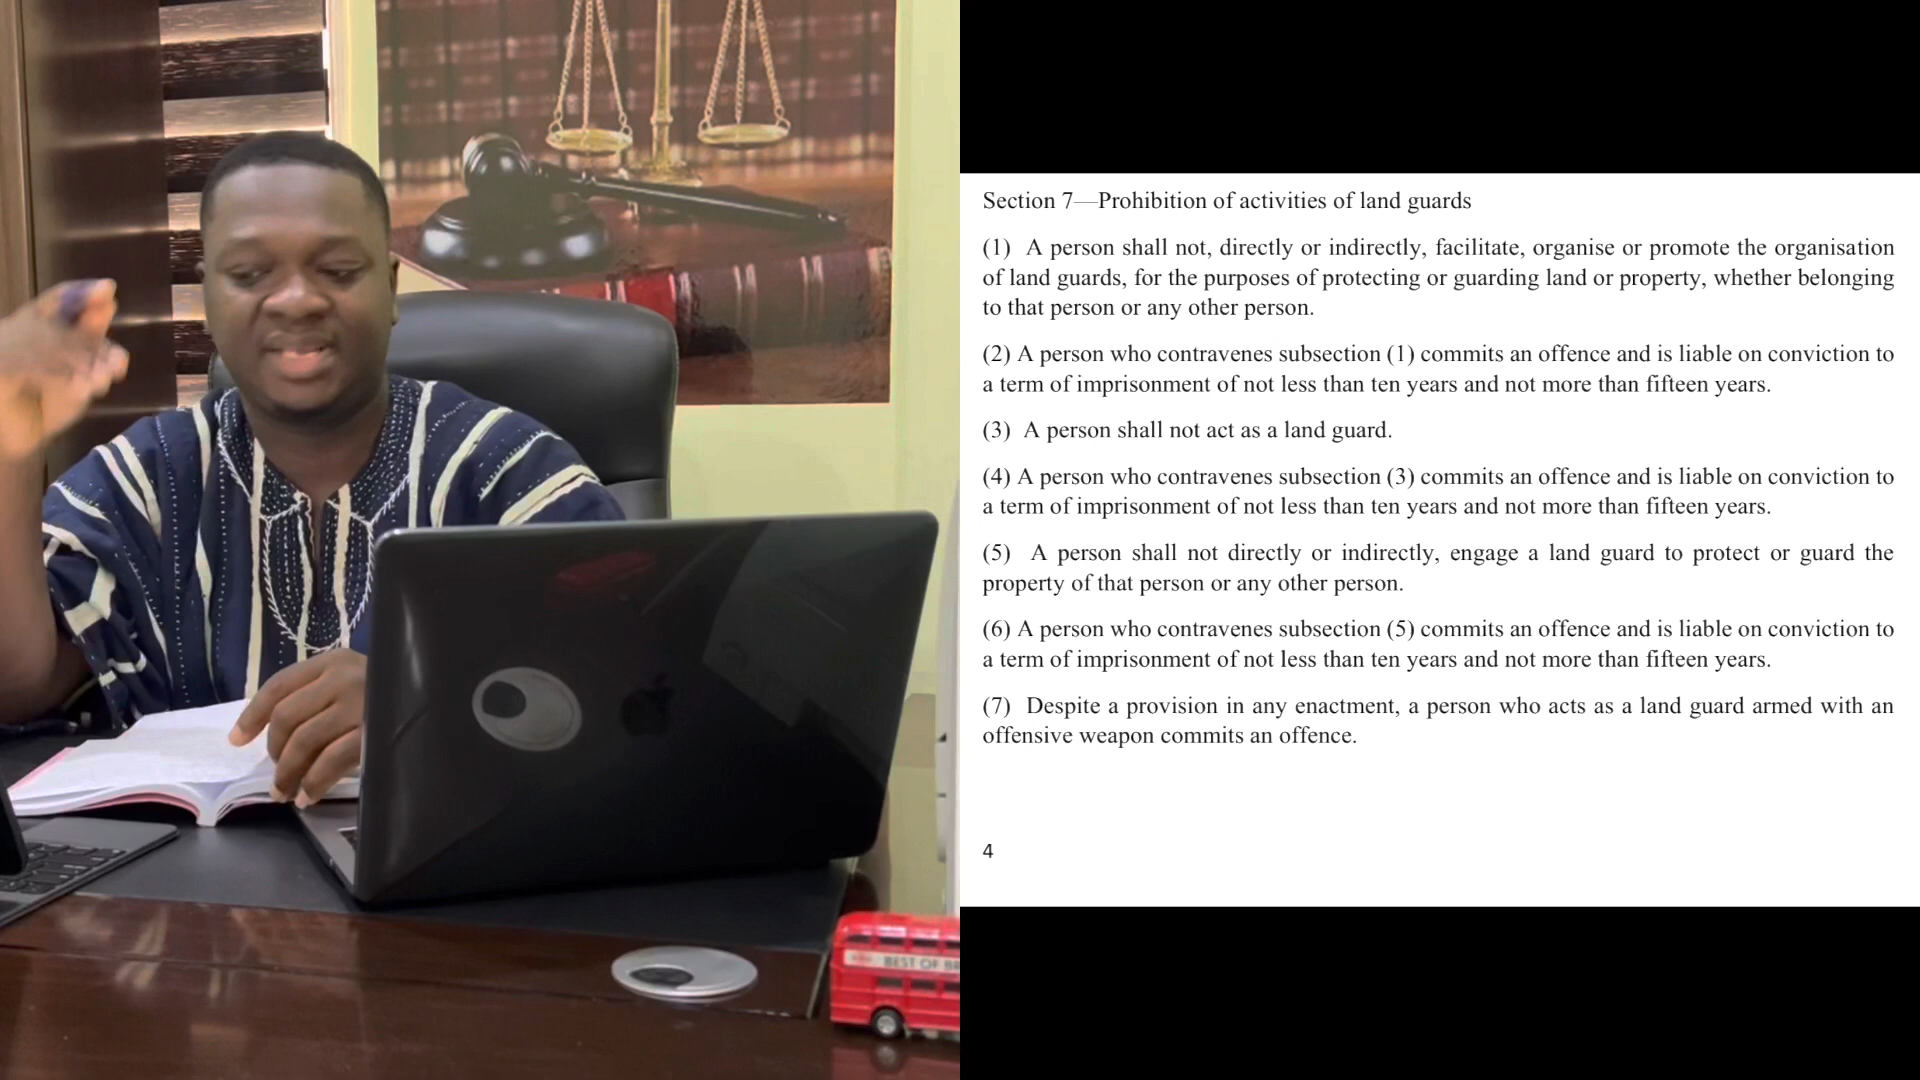 Section 7—Prohibition of activities of land guards
(1) A person shall not, directly or indirectly, facilitate, organise or promote the organisation
of land guards, for the purposes of protecting or guarding land or property, whether belonging
to that person or any other person.
(2) A person who contravenes subsection (1) commits an offence and is liable on conviction to
a term of imprisonment of not less than ten years and not more than fifteen years.
(3) A person shall not act as a land guard.
(4) A person who contravenes subsection (3) commits an offence and is liable on conviction to
a term of imprisonment of not less than ten years and not more than fifteen years.
(5) A person shall not directly or indirectly, engage a land guard to protect or guard the
property of that person or any other person.
(6) A person who contravenes subsection (5) commits an offence and is liable on conviction to
a term of imprisonment of not less than ten years and not more than fifteen years.
(7) Despite a provision in any enactment, a person who acts as a land guard armed with an
offensive weapon commits an offence.
4
BEST OF